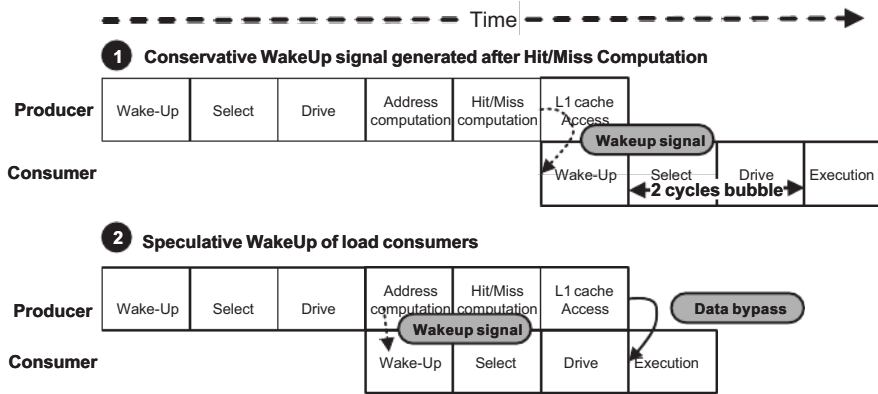 Time
1 Conservative WakeUp signal generated after Hit/Miss Computation
Producer Wake-Up Select Drive Address computation Hit/Miss computation L1 cache Access
Wakeup signal
Consumer Wake-Up Select Drive Execution
2 cycles bubble
2 Speculative WakeUp of load consumers
Producer Wake-Up Select Drive Address computation Hit/Miss computation L1 cache Access Data bypass
Wakeup signal
Consumer Wake-Up Select Drive Execution